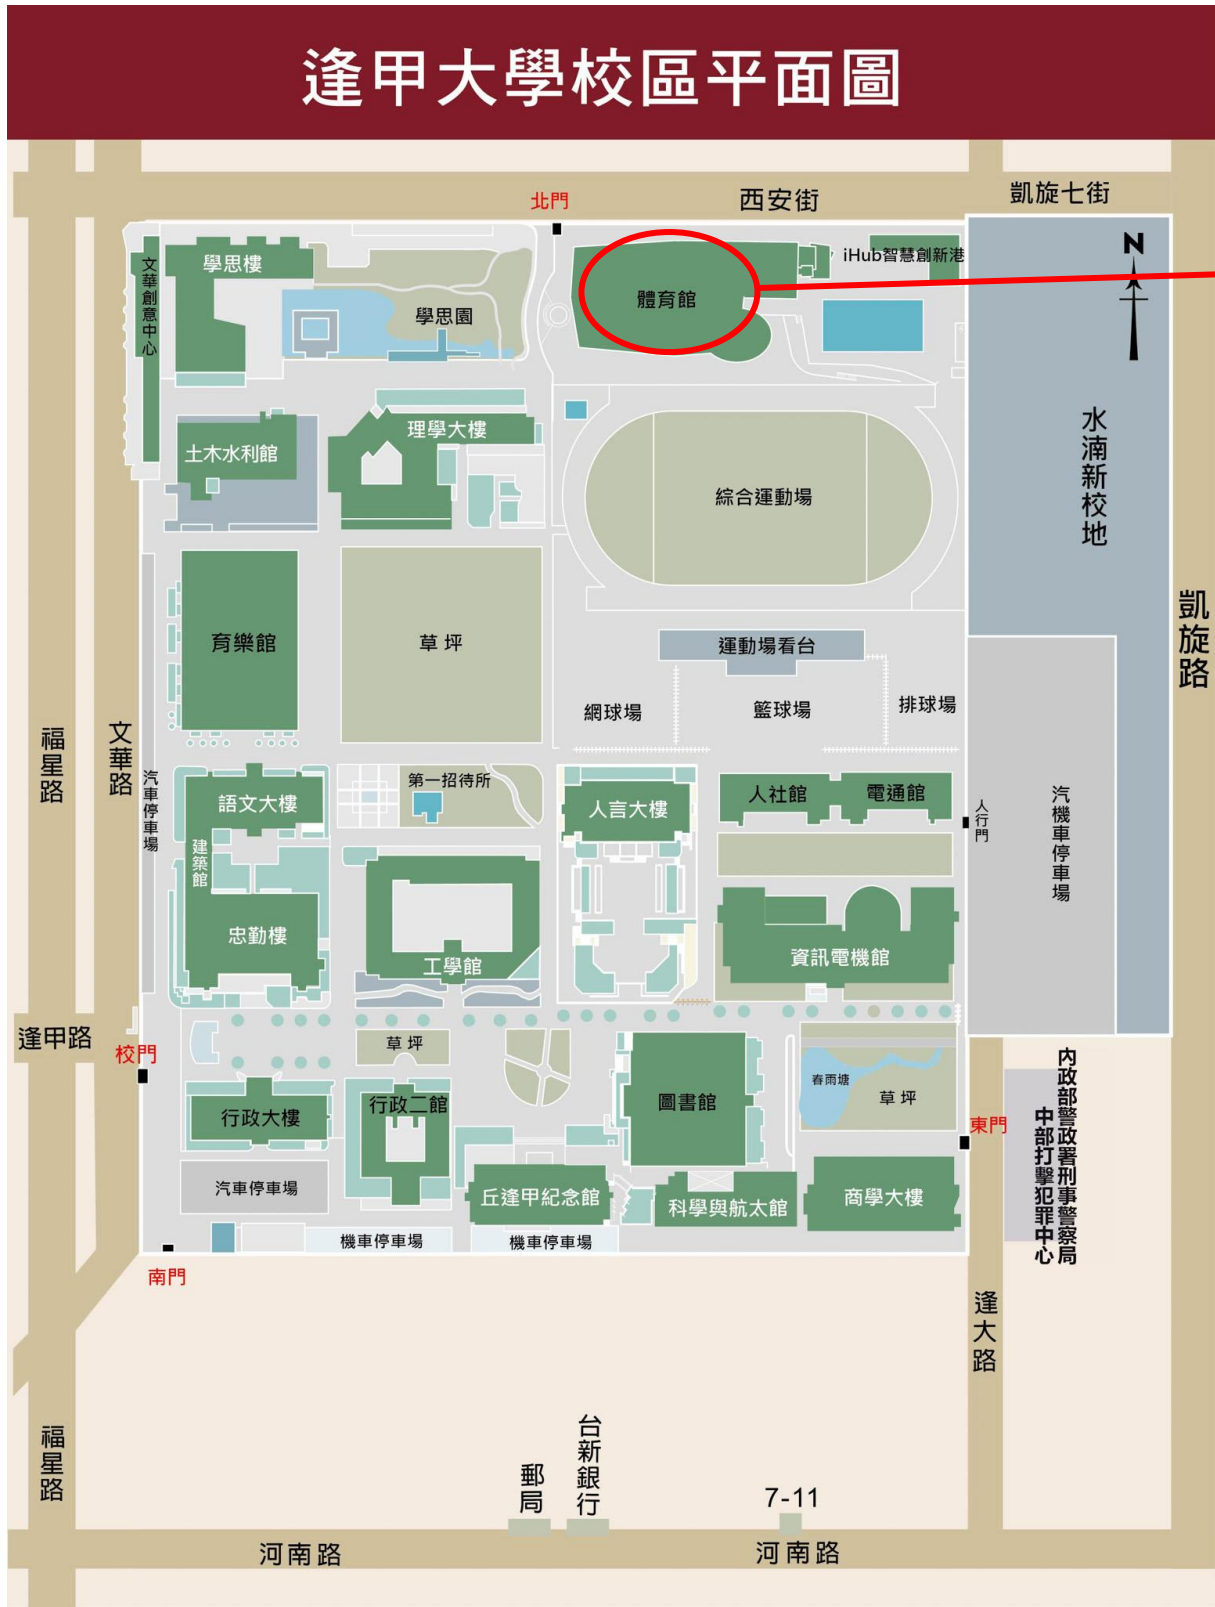 逢甲大學校區平面圖
西安街
凱旋七街
北門
N
文華創意中心
學思樓
學思園
體育館
iHub智慧創新港
土木水利館
理學大樓
綜合運動場
水湳新校地
凱旋路
育樂館
草坪
運動場看台
網球場
籃球場
排球場
福星路
文華路
汽車停車場
語文大樓
第一招待所
人言大樓
人社館
電通館
人行門
汽機車停車場
建築館
忠勤樓
工學館
資訊電機館
逢甲路
校門
草坪
春雨塘
草坪
行政大樓
行政二館
圖書館
東門
內政部警政署刑事警察局
中部打擊犯罪中心
汽車停車場
丘逢甲紀念館
科學與航太館
商學大樓
機車停車場
機車停車場
南門
逢大路
福星路
郵局
台新銀行
7-11
河南路
河南路